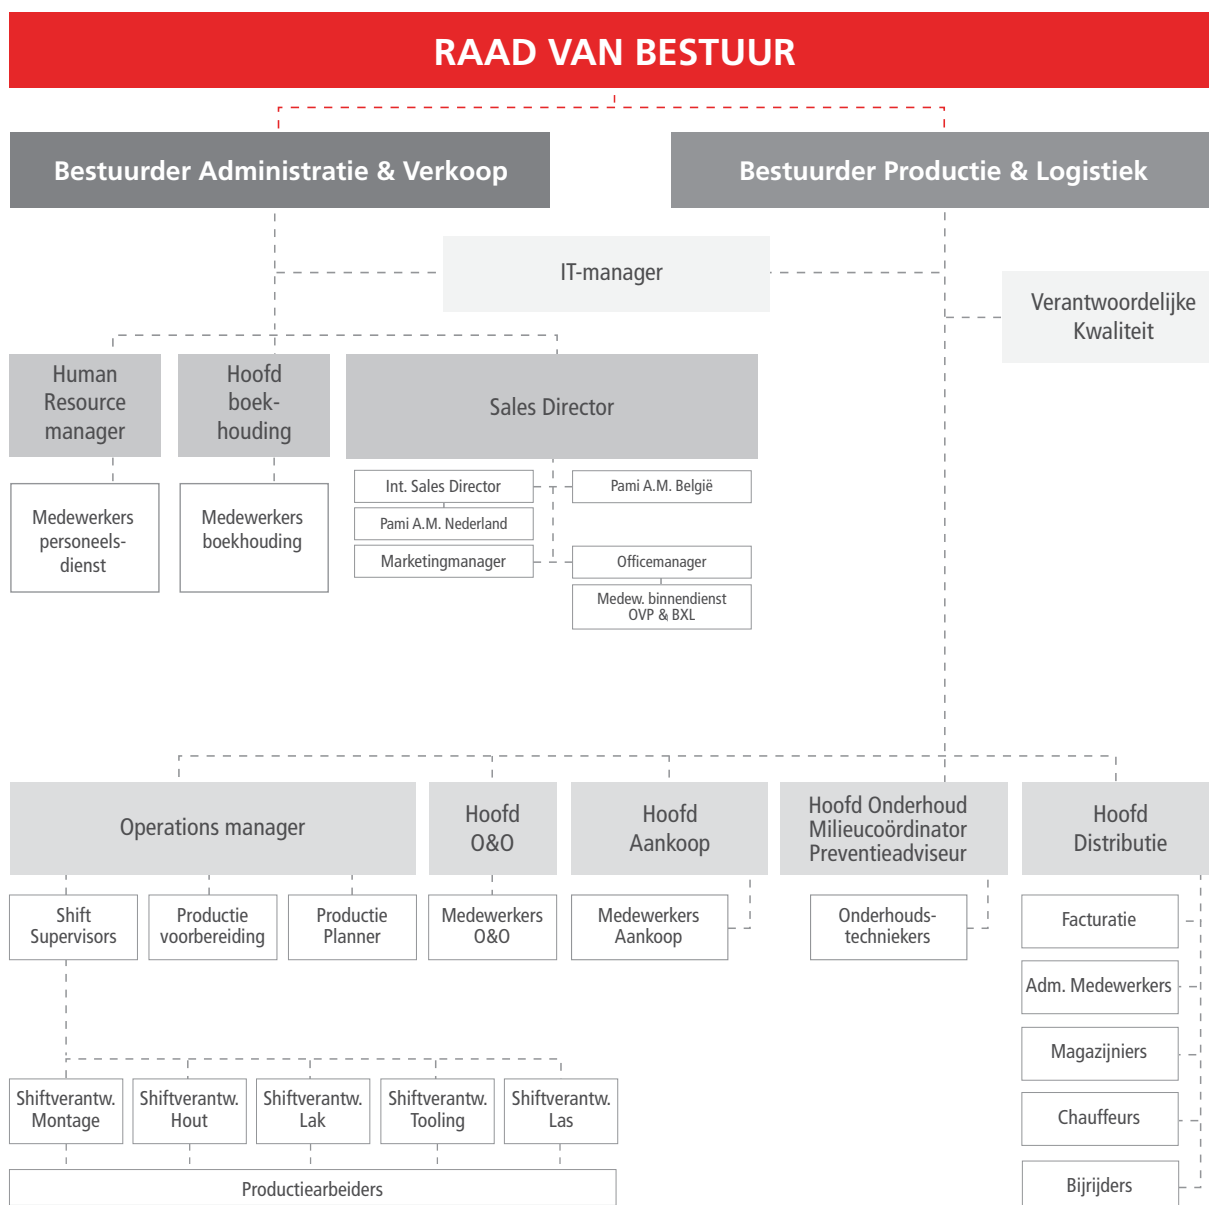 RAAD VAN BESTUUR
Bestuurder Administratie & Verkoop
Bestuurder Productie & Logistiek
IT-manager
Verantwoordelijke
Kwaliteit
Human
Resource
manager
Hoofd
boek-
houding
Sales Director
Medewerkers
personeels-
dienst
Medewerkers
boekhouding
Int. Sales Director
Pami A.M. België
Pami A.M. Nederland
Marketingmanager
Officemanager
Medew. binnendienst
OVP & BXL
Operations manager
Hoofd
O&O
Hoofd
Aankoop
Hoofd Onderhoud
Milieucoördinator
Preventieadviseur
Hoofd
Distributie
Shift
Supervisors
Productie
voorbereiding
Productie
Planner
Medewerkers
O&O
Medewerkers
Aankoop
Onderhouds-
techniekers
Facturatie
Adm. Medewerkers
Magazijniers
Chauffeurs
Bijrijders
Shiftverantw.
Montage
Shiftverantw.
Hout
Shiftverantw.
Lak
Shiftverantw.
Tooling
Shiftverantw.
Las
Productiearbeiders